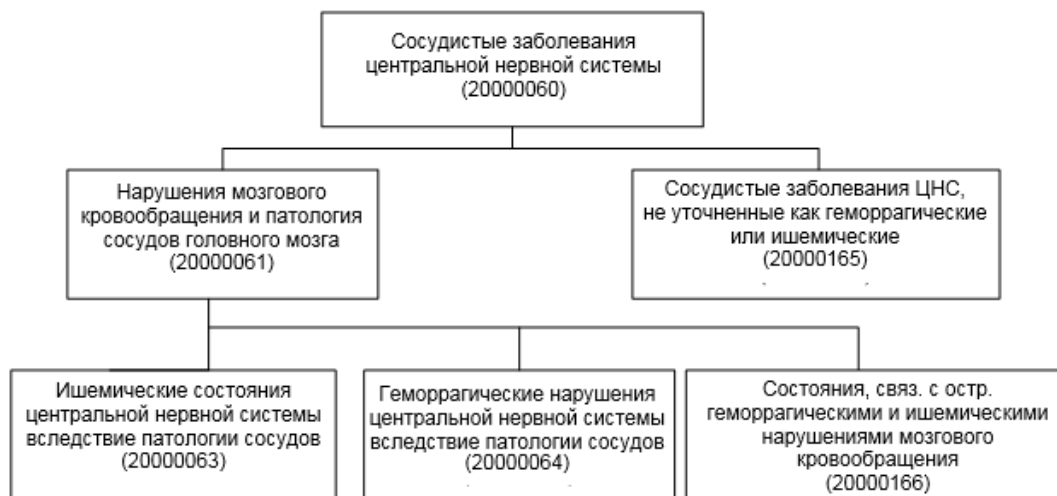 Сосудистые заболевания
центральной нервной системы
(20000060)
Нарушения мозгового
кровообращения и патология
сосудов головного мозга
(20000061)
Сосудистые заболевания ЦНС,
не уточненные как геморрагические
или ишемические
(20000165)
Ишемические состояния
центральной нервной системы
вследствие патологии сосудов
(20000063)
Геморрагические нарушения
центральной нервной системы
вследствие патологии сосудов
(20000064)
Состояния, связ. с остр.
геморрагическими и ишемическими
нарушениями мозгового
кровообращения
(20000166)